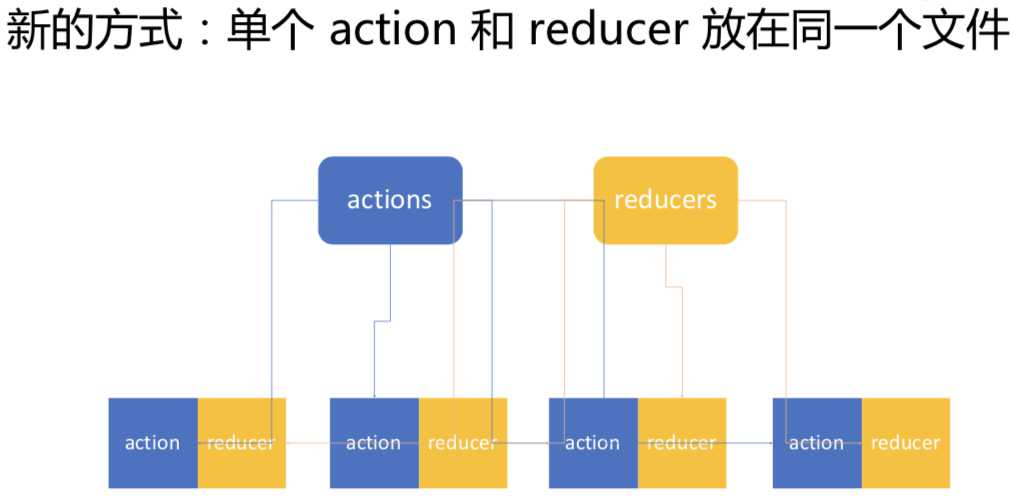 新的方式：单个 action 和 reducer 放在同一个文件
actions
reducers
action reducer
action reducer
action reducer
action reducer